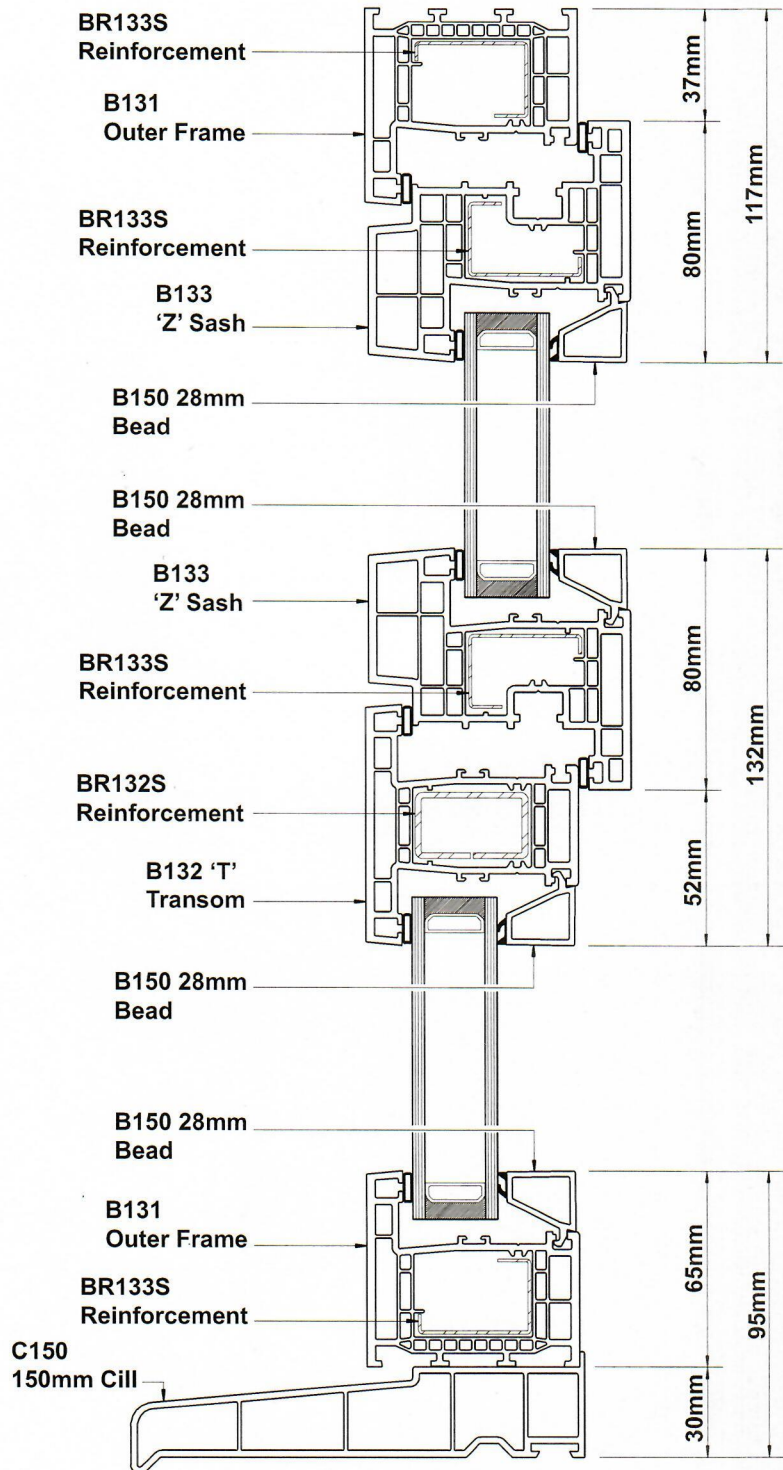 BR133S
Reinforcement
37mm
B131
Outer Frame
117mm
BR133S
Reinforcement
80mm
B133
‘Z’ Sash
B150 28mm
Bead
B150 28mm
Bead
B133
‘Z’ Sash
BR133S
Reinforcement
80mm
132mm
BR132S
Reinforcement
B132 ‘T’
Transom
52mm
B150 28mm
Bead
B150 28mm
Bead
B131
Outer Frame
65mm
BR133S
Reinforcement
95mm
C150
150mm Cill
30mm